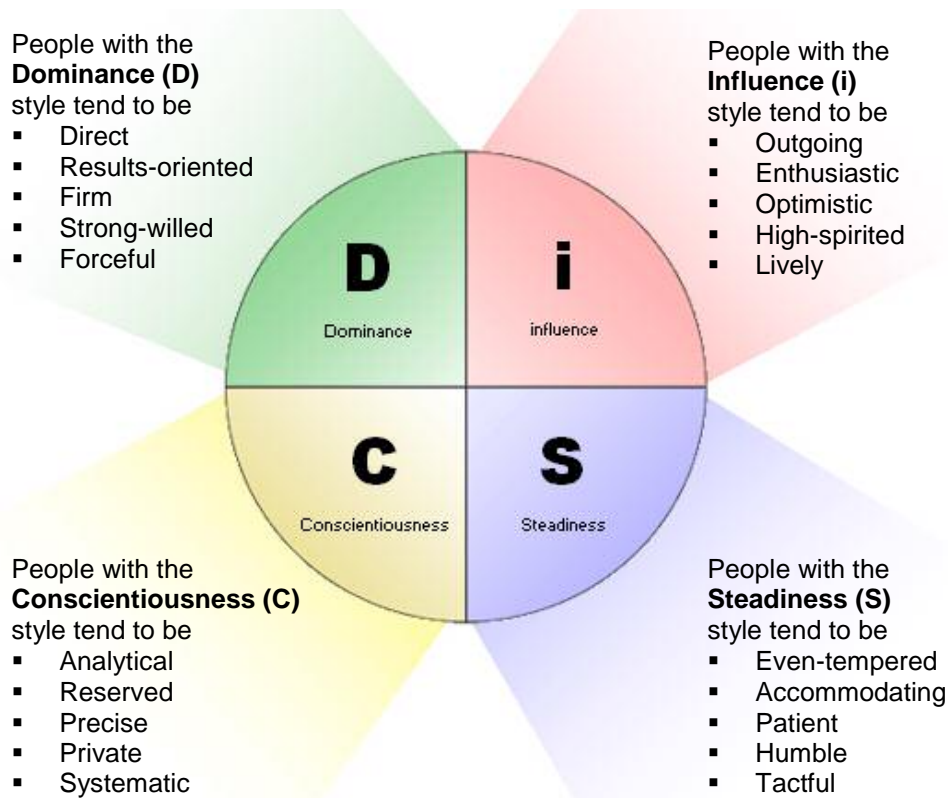 People with the
Dominance (D)
style tend to be
▪ Direct
▪ Results-oriented
▪ Firm
▪ Strong-willed
▪ Forceful
People with the
Influence (i)
style tend to be
▪ Outgoing
▪ Enthusiastic
▪ Optimistic
▪ High-spirited
▪ Lively
D
Dominance
i
influence
C
Conscientiousness
S
Steadiness
People with the
Conscientiousness (C)
style tend to be
▪ Analytical
▪ Reserved
▪ Precise
▪ Private
▪ Systematic
People with the
Steadiness (S)
style tend to be
▪ Even-tempered
▪ Accommodating
▪ Patient
▪ Humble
▪ Tactful